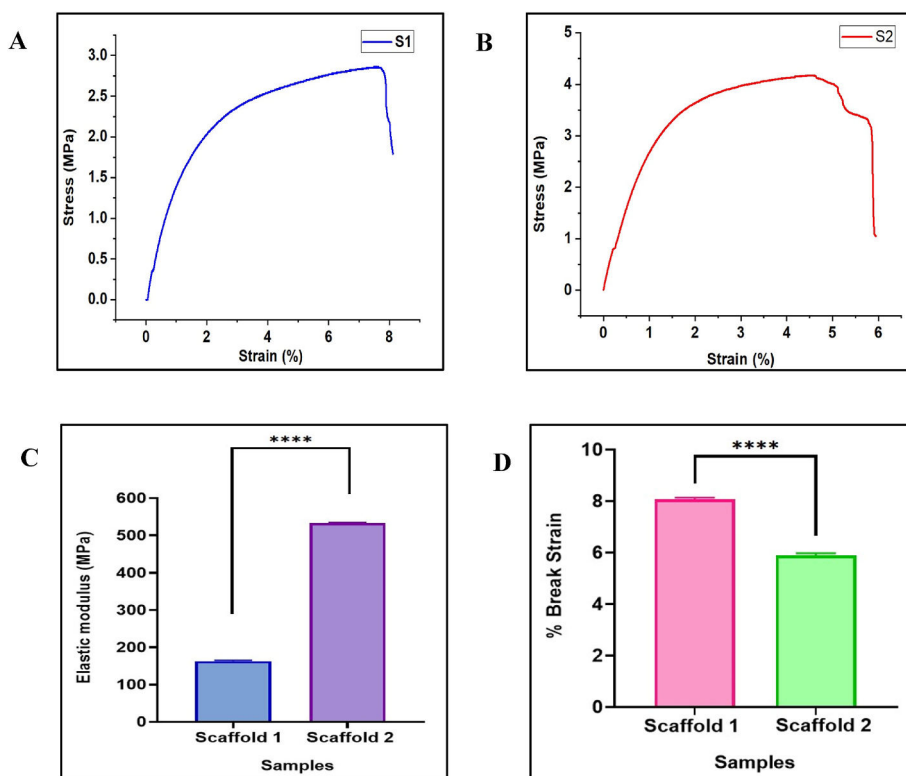 A
S1
3.0
2.5
2.0
1.5
1.0
0.5
0.0
Stress (MPa)
0 2 4 6 8
Strain (%)
B
S2
5
4
3
2
1
0
Stress (MPa)
0 1 2 3 4 5 6
Strain (%)
C
****
600
500
400
300
200
100
0
Elastic modulus (MPa)
Scaffold 1 Scaffold 2
Samples
D
****
10
8
6
4
2
0
% Break Strain
Scaffold 1 Scaffold 2
Samples